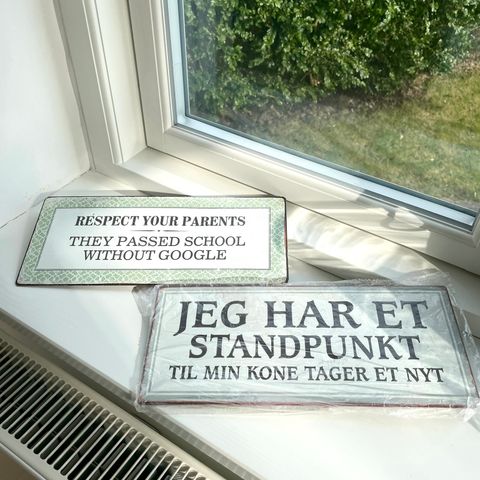 RESPECT YOUR PARENTS
THEY PASSED SCHOOL
WITHOUT GOOGLE
JEG HAR ET
STANDPUNKT
TIL MIN KONE TAGER ET NYT